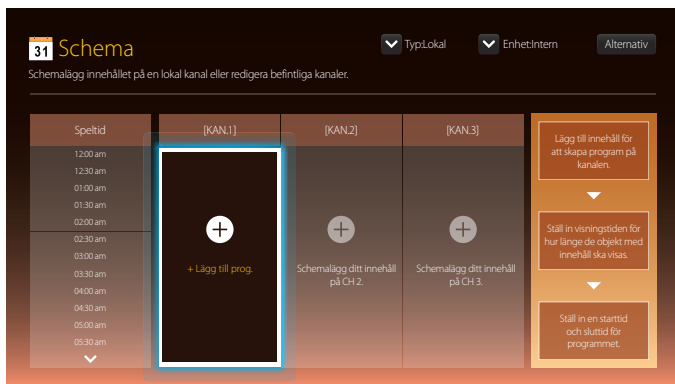 31 Schema
Typ:Lokal
Enhet:Intern
Alternativ
Schemalägg innehållet på en lokal kanal eller redigera befintliga kanaler.
Speltid
[KAN.1]
[KAN.2]
[KAN.3]
12:00 am
12:30 am
01:00 am
01:30 am
02:00 am
02:30 am
03:00 am
03:30 am
04:00 am
04:30 am
05:00 am
05:30 am
+ Lägg till prog.
Schemalägg ditt innehåll
på CH 2.
Schemalägg ditt innehåll
på CH 3.
Lägg till innehåll för
att skapa program på
kanalen.
Ställ in visningstiden för
hur länge de objekt med
innehåll ska visas.
Ställ in en starttid
och sluttid för
programmet.